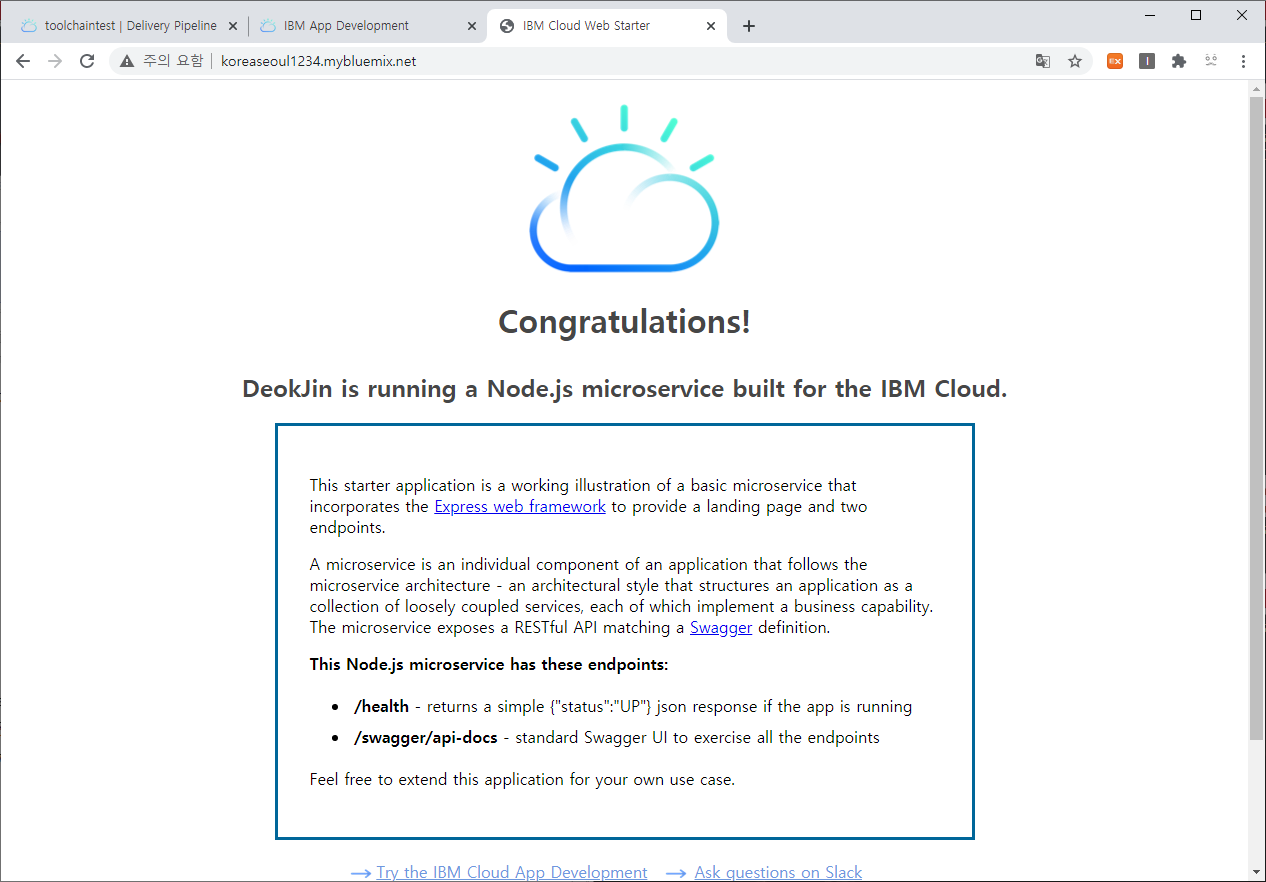 toolchaintest | Delivery Pipeline
IBM App Development
IBM Cloud Web Starter
주의 요함 | koreaseoul1234.mybluemix.net
EX
I
Congratulations!
DeokJin is running a Node.js microservice built for the IBM Cloud.
This starter application is a working illustration of a basic microservice that
incorporates the Express web framework to provide a landing page and two
endpoints.
A microservice is an individual component of an application that follows the
microservice architecture - an architectural style that structures an application as a
collection of loosely coupled services, each of which implement a business capability.
The microservice exposes a RESTful API matching a Swagger definition.
This Node.js microservice has these endpoints:
• /health - returns a simple {"status":"UP"} json response if the app is running
• /swagger/api-docs - standard Swagger UI to exercise all the endpoints
Feel free to extend this application for your own use case.
→ Try the IBM Cloud App Development → Ask questions on Slack